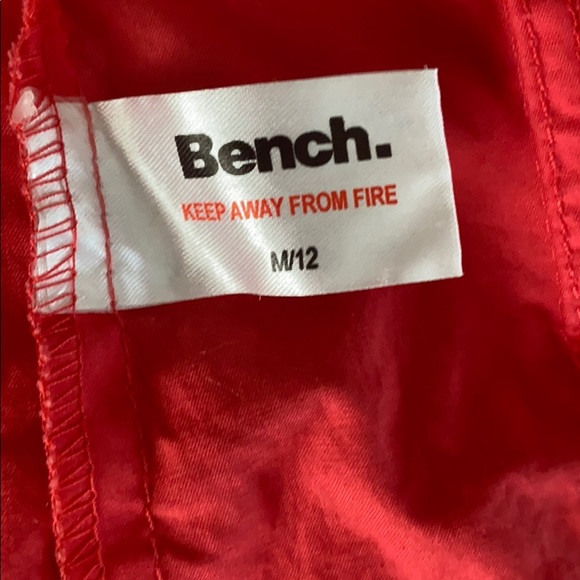 Bench.
KEEP AWAY FROM FIRE
M/12